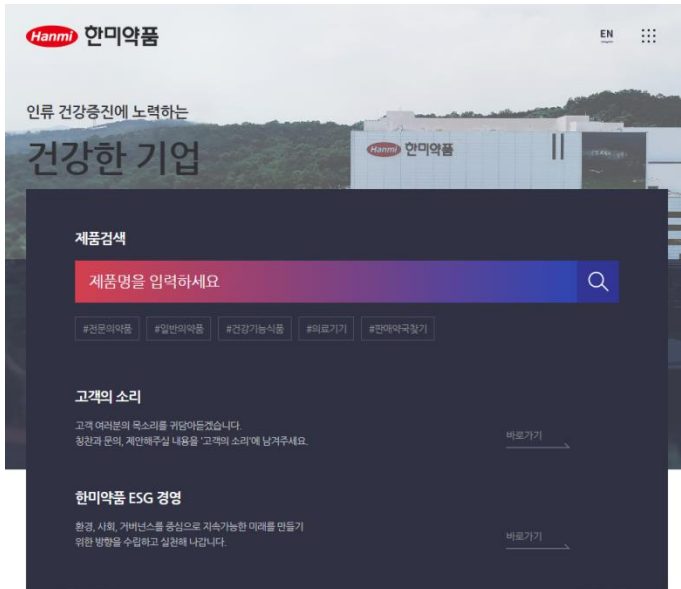 Hanmi 한미약품
EN
인류 건강증진에 노력하는
건강한 기업
Hanmi 한미약품
제품검색
제품명을 입력하세요
#전문의약품 #일반의약품 #건강기능식품 #의료기기 #판매약국찾기
고객의 소리
고객 여러분의 목소리를 귀담아듣겠습니다.
칭찬과 문의, 제안해주실 내용을 '고객의 소리'에 남겨주세요.
바로가기
한미약품 ESG 경영
환경, 사회, 거버넌스를 중심으로 지속가능한 미래를 만들기
위한 방향을 수립하고 실천해 나갑니다.
바로가기